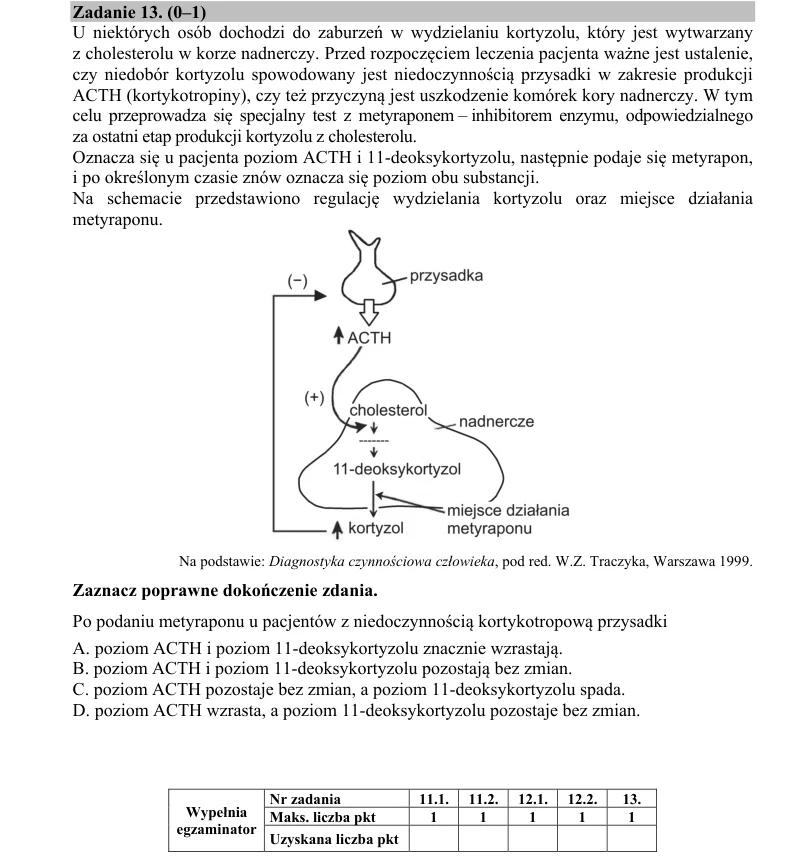 Zadanie 13. (0–1)
U niektórych osób dochodzi do zaburzeń w wydzielaniu kortyzolu, który jest wytwarzany
z cholesterolu w korze nadnerczy. Przed rozpoczęciem leczenia pacjenta ważne jest ustalenie,
czy niedobór kortyzolu spowodowany jest niedoczynnością przysadki w zakresie produkcji
ACTH (kortykotropiny), czy też przyczyną jest uszkodzenie komórek kory nadnerczy. W tym
celu przeprowadza się specjalny test z metyraponem – inhibitorem enzymu, odpowiedzialnego
za ostatni etap produkcji kortyzolu z cholesterolu.
Oznacza się u pacjenta poziom ACTH i 11-deoksykortyzolu, następnie podaje się metyrapon,
i po określonym czasie znów oznacza się poziom obu substancji.
Na schemacie przedstawiono regulację wydzielania kortyzolu oraz miejsce działania
metyraponu.
(−)
przysadka
ACTH
(+)
cholesterol
nadnercze
11-deoksykortyzol
miejsce działania
metyraponu
kortyzol
Na podstawie: Diagnostyka czynnościowa człowieka, pod red. W.Z. Traczyka, Warszawa 1999.
Zaznacz poprawne dokończenie zdania.
Po podaniu metyraponu u pacjentów z niedoczynnością kortykotropową przysadki
A. poziom ACTH i poziom 11-deoksykortyzolu znacznie wzrastają.
B. poziom ACTH i poziom 11-deoksykortyzolu pozostają bez zmian.
C. poziom ACTH pozostaje bez zmian, a poziom 11-deoksykortyzolu spada.
D. poziom ACTH wzrasta, a poziom 11-deoksykortyzolu pozostaje bez zmian.
Wypełnia
egzaminator
Nr zadania 11.1. 11.2. 12.1. 12.2. 13.
Maks. liczba pkt 1 1 1 1 1
Uzyskana liczba pkt